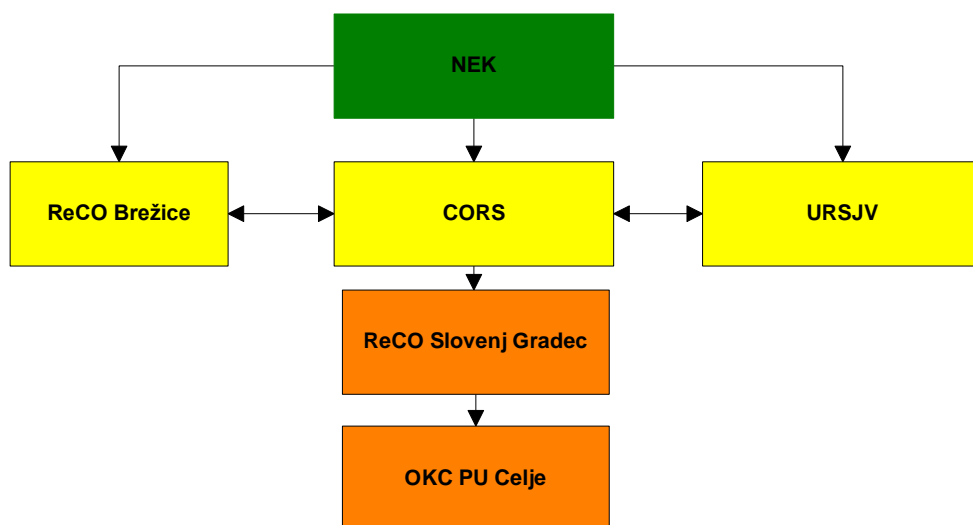 NEK
ReCO Brežice
CORS
URSJV
ReCO Slovenj Gradec
OKC PU Celje